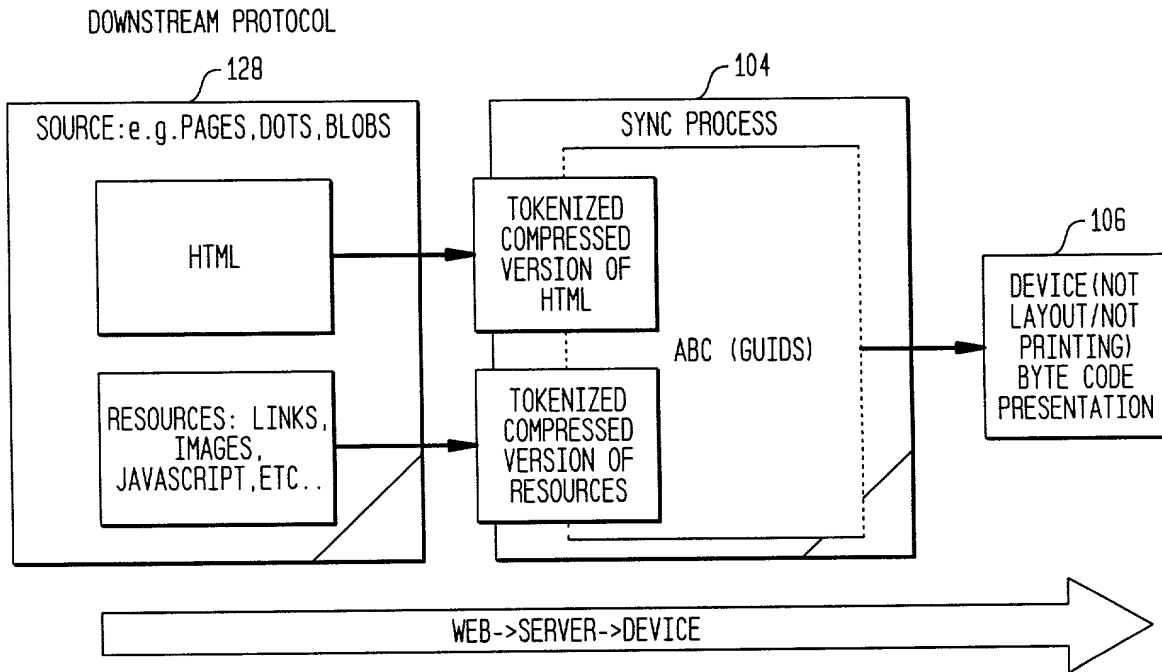 DOWNSTREAM PROTOCOL
128
SOURCE:e.g.PAGES,DOTS,BLOBS
HTML
RESOURCES: LINKS,
IMAGES,
JAVASCRIPT,ETC..
104
SYNC PROCESS
TOKENIZED
COMPRESSED
VERSION OF
HTML
ABC (GUIDS)
TOKENIZED
COMPRESSED
VERSION OF
RESOURCES
106
DEVICE(NOT
LAYOUT/NOT
PRINTING)
BYTE CODE
PRESENTATION
WEB->SERVER->DEVICE